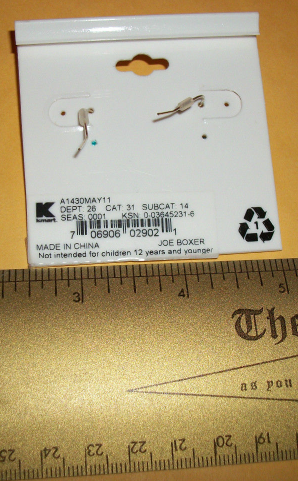 A1430MAY11
DEPT: 26 CAT: 31 SUBCAT: 14
SEAS: 0001 KSN: 0-03645231-6
K
kmart
7 06906 02902 1
1
MADE IN CHINA JOE BOXER
Not intended for children 12 years and younger
3 4 5
The
as you
25 24 23 22 21 20 19